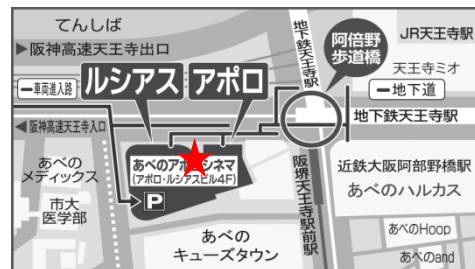 てんしば
▶阪神高速天王寺出口
地下鉄天王寺駅
阿倍野
歩道橋
JR天王寺駅
天王寺ミオ
車両進入路
ルシアス
アポロ
地下道
◀阪神高速天王寺入口
地下鉄天王寺駅
あべの
メディックス
あべのアポロシネマ
(アポロ・ルシアスビル4F)
P
市大
医学部
阪堺天王寺駅前駅
近鉄大阪阿部野橋駅
あべのハルカス
あべの
キューズタウン
あべのHoop
あべのand